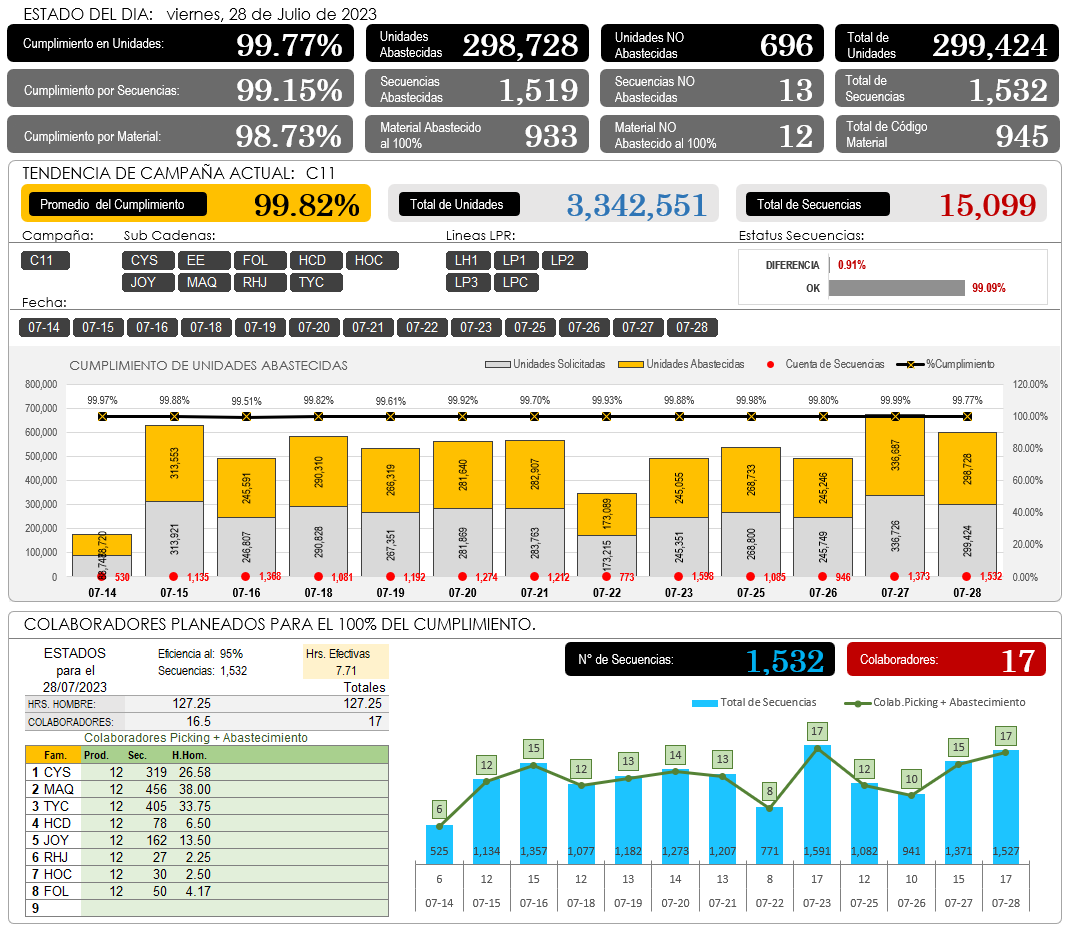 ESTADO DEL DIA: viernes, 28 de Julio de 2023
Cumplimiento en Unidades: 99.77%
Unidades Abastecidas 298,728
Unidades NO Abastecidas 696
Total de Unidades 299,424
Cumplimiento por Secuencias: 99.15%
Secuencias Abastecidas 1,519
Secuencias NO Abastecidas 13
Total de Secuencias 1,532
Cumplimiento por Material: 98.73%
Material Abastecido al 100% 933
Material NO Abastecido al 100% 12
Total de Código Material 945
TENDENCIA DE CAMPAÑA ACTUAL: C11
Promedio del Cumplimiento 99.82%
Total de Unidades 3,342,551
Total de Secuencias 15,099
Campaña: Sub Cadenas: Lineas LPR: Estatus Secuencias:
C11 CYS EE FOL HCD HOC LH1 LP1 LP2
JOY MAQ RHJ TYC LP3 LPC
DIFERENCIA 0.91%
OK 99.09%
Fecha:
07-14 07-15 07-16 07-18 07-19 07-20 07-21 07-22 07-23 07-25 07-26 07-27 07-28
CUMPLIMIENTO DE UNIDADES ABASTECIDAS
Unidades Solicitadas Unidades Abastecidas Cuenta de Secuencias %Cumplimiento
800,000 120.00%
700,000 100.00%
600,000 80.00%
500,000 60.00%
400,000 40.00%
300,000 20.00%
200,000 0.00%
100,000
0
99.97% 99.88% 99.51% 99.82% 99.61% 99.92% 99.70% 99.93% 99.88% 99.98% 99.80% 99.99% 99.77%
313,553 245,591 290,310 266,319 281,640 282,907 173,089 245,055 268,733 245,246 336,687 298,728
313,921 246,807 290,828 267,351 281,869 283,763 173,215 245,351 268,800 245,749 336,726 299,424
530 1,135 1,368 1,081 1,192 1,274 1,212 773 1,598 1,085 946 1,373 1,532
07-14 07-15 07-16 07-18 07-19 07-20 07-21 07-22 07-23 07-25 07-26 07-27 07-28
COLABORADORES PLANEADOS PARA EL 100% DEL CUMPLIMIENTO.
ESTADOS para el 28/07/2023
Eficiencia al: 95%
Secuencias: 1,532
Hrs. Efectivas
7.71
Totales
HRS. HOMBRE: 127.25 127.25
COLABORADORES: 16.5 17
Colaboradores Picking + Abastecimiento
Fam. Prod. Sec. H.Hom.
1 CYS 12 319 26.58
2 MAQ 12 456 38.00
3 TYC 12 405 33.75
4 HCD 12 78 6.50
5 JOY 12 162 13.50
6 RHJ 12 27 2.25
7 HOC 12 30 2.50
8 FOL 12 50 4.17
9
N° de Secuencias: 1,532
Colaboradores: 17
Total de Secuencias Colab.Picking + Abastecimiento
6 12 15 12 13 14 13 8 17 12 10 15 17
525 1,134 1,357 1,077 1,182 1,273 1,207 771 1,591 1,082 941 1,371 1,527
6 12 15 12 13 14 13 8 17 12 10 15 17
07-14 07-15 07-16 07-18 07-19 07-20 07-21 07-22 07-23 07-25 07-26 07-27 07-28